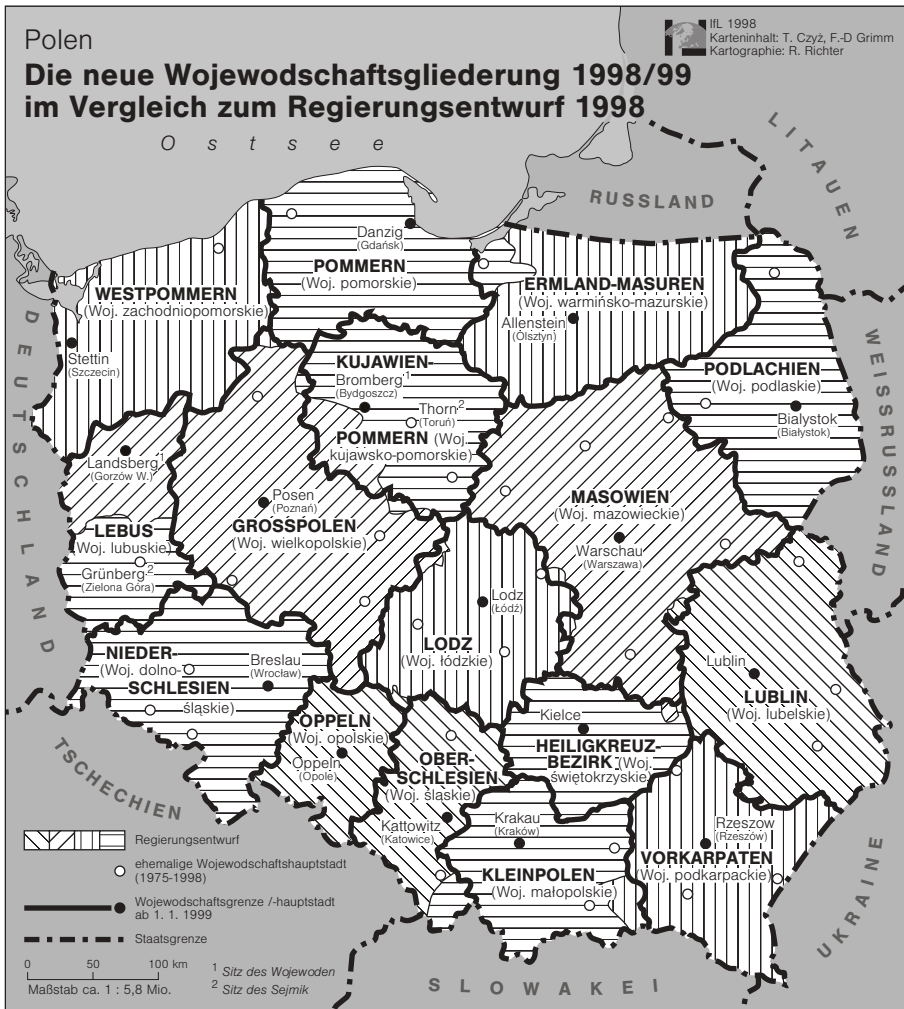 Polen
Die neue Wojewodschaftsgliederung 1998/99
im Vergleich zum Regierungsentwurf 1998
IfL 1998
Karteninhalt: T. Czyż, F.-D Grimm
Kartographie: R. Richter
Ostsee
LITAUEN
RUSSLAND
DEUTSCHLAND
WEISSRUSSLAND
Danzig
(Gdańsk)
POMMERN
(Woj. pomorskie)
WESTPOMMERN
(Woj. zachodniopomorskie)
Stettin
(Szczecin)
ERMLAND-MASUREN
(Woj. warmińsko-mazurskie)
Allenstein
(Olsztyn)
KUJAWIEN-
Bromberg¹
(Bydgoszcz)
Thorn²
(Toruń)
POMMERN (Woj.
kujawsko-pomorskie)
PODLACHIEN
(Woj. podlaskie)
Bialystok
(Białystok)
Landsberg¹
(Gorzów W.)
LEBUS
(Woj. lubuskie)
Grünberg²
(Zielona Góra)
Posen
(Poznań)
GROSSPOLEN
(Woj. wielkopolskie)
MASOWIEN
(Woj. mazowieckie)
Warschau
(Warszawa)
Lodz
(Łódź)
LODZ
(Woj. łódzkie)
NIEDER-
(Woj. dolno-
Breslau
(Wrocław)
SCHLESIEN
śląskie)
Lublin
LUBLIN
(Woj. lubelskie)
OPPELN
(Woj. opolskie)
Oppeln
(Opole)
Kielce
HEILIGKREUZ-
BEZIRK (Woj.
świętokrzyskie)
OBER-
SCHLESIEN
(Woj. śląskie)
Kattowitz
(Katowice)
Krakau
(Kraków)
KLEINPOLEN
(Woj. małopolskie)
Rzeszow
(Rzeszów)
VORKARPATEN
(Woj. podkarpackie)
TSCHECHIEN
UKRAINE
SLOWAKEI
Regierungsentwurf
ehemalige Wojewodschaftshauptstadt
(1975-1998)
Wojewodschaftsgrenze /-hauptstadt
ab 1. 1. 1999
Staatsgrenze
0 50 100 km
Maßstab ca. 1 : 5,8 Mio.
¹ Sitz des Wojewoden
² Sitz des Sejmik